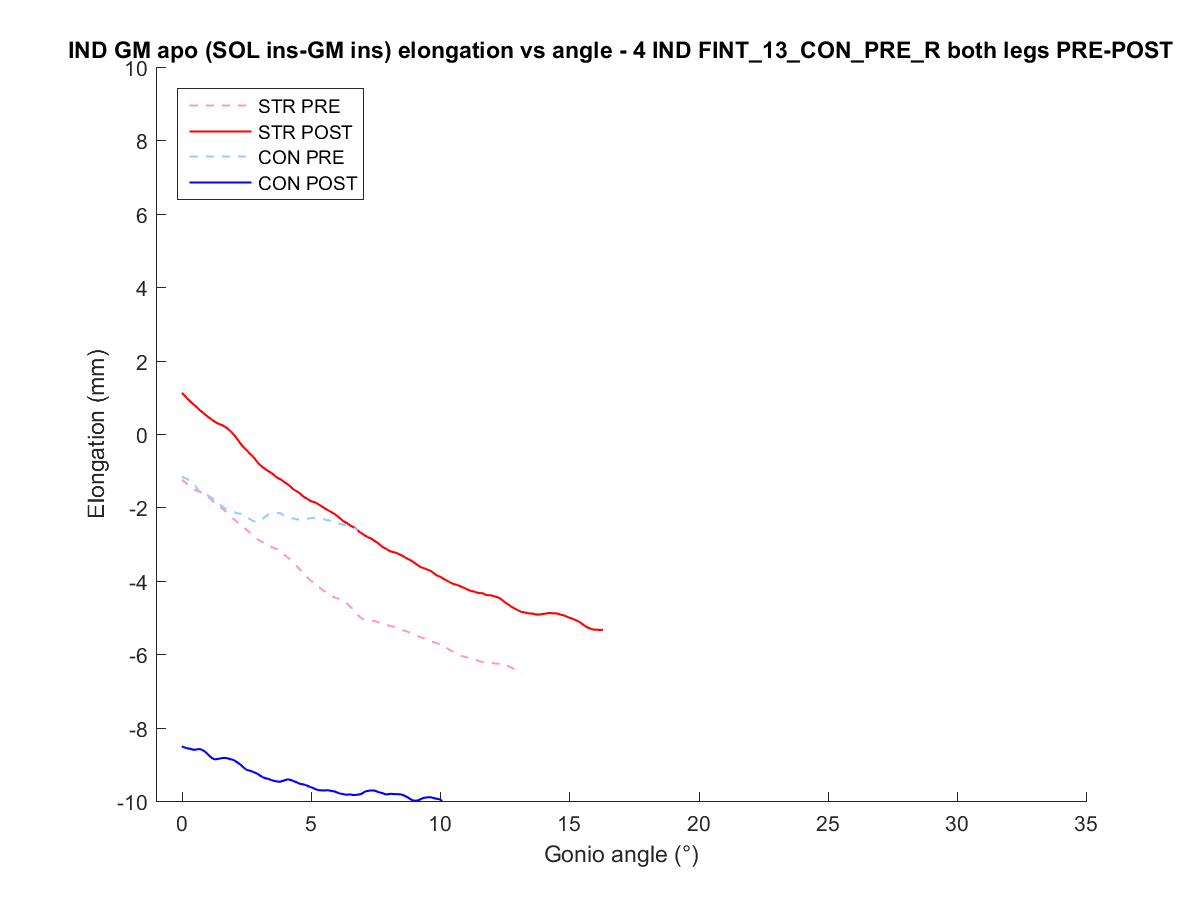 IND GM apo (SOL ins-GM ins) elongation vs angle - 4 IND FINT_13_CON_PRE_R both legs PRE-POST
STR PRE
STR POST
CON PRE
CON POST
10
8
6
4
2
0
-2
-4
-6
-8
-10
Elongation (mm)
0 5 10 15 20 25 30 35
Gonio angle (°)